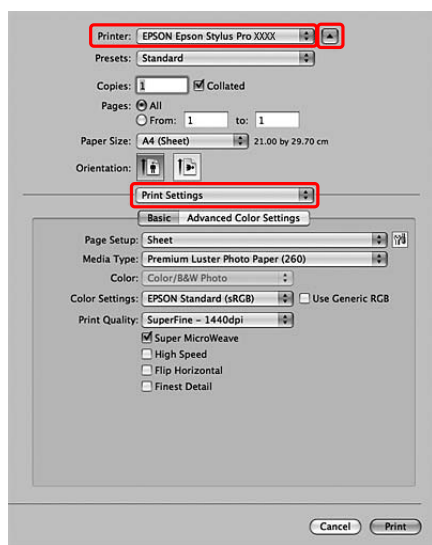 Printer: EPSON Epson Stylus Pro XXXX
Presets: Standard
Copies: 1 Collated
Pages: All
From: 1 to: 1
Paper Size: A4 (Sheet) 21.00 by 29.70 cm
Orientation:
Print Settings
Basic Advanced Color Settings
Page Setup: Sheet
Media Type: Premium Luster Photo Paper (260)
Color: Color/B&W Photo
Color Settings: EPSON Standard (sRGB) Use Generic RGB
Print Quality: SuperFine - 1440dpi
Super MicroWeave
High Speed
Flip Horizontal
Finest Detail
Cancel Print